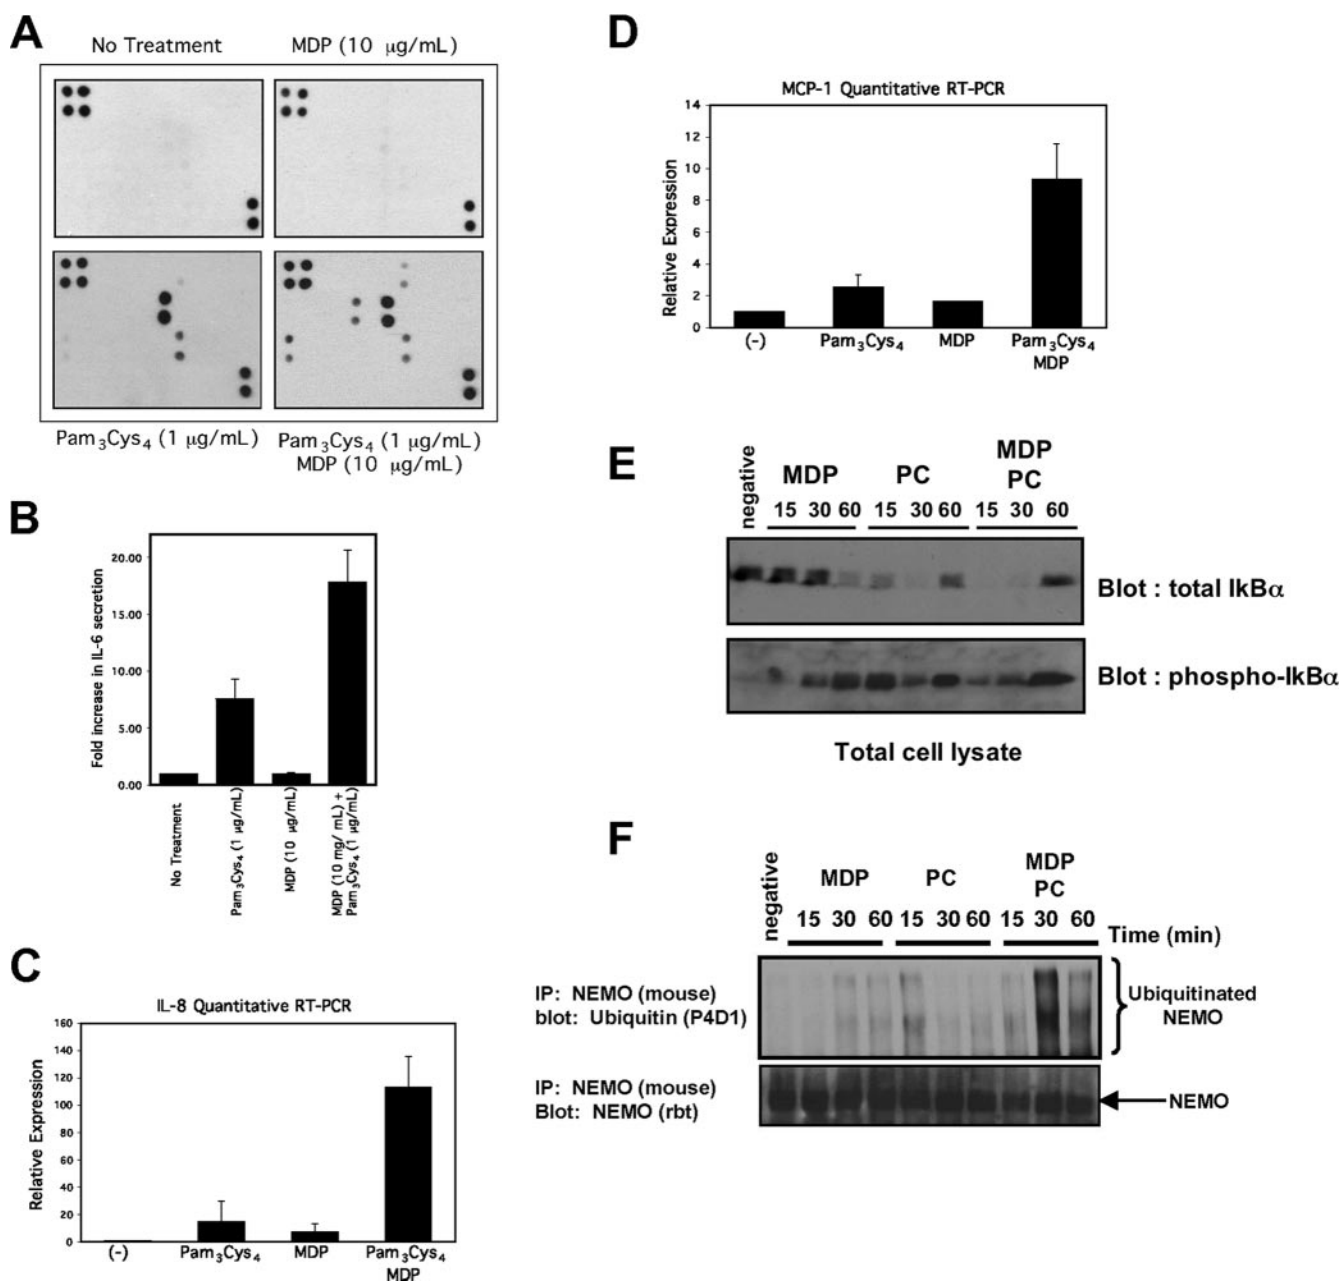 A
No Treatment
MDP (10 μg/mL)
Pam3Cys4 (1 μg/mL)
Pam3Cys4 (1 μg/mL)
MDP (10 μg/mL)
B
Fold increase in IL-6 secretion
20.00
15.00
10.00
5.00
0.00
No Treatment
Pam3Cys4 (1 μg/mL)
MDP (10 μg/mL)
MDP (10 mg/ mL) +
Pam3Cys4 (1 μg/mL)
C
IL-8 Quantitative RT-PCR
Relative Expression
160
140
120
100
80
60
40
20
0
(-)
Pam3Cys4
MDP
Pam3Cys4
MDP
D
MCP-1 Quantitative RT-PCR
Relative Expression
14
12
10
8
6
4
2
0
(-)
Pam3Cys4
MDP
Pam3Cys4
MDP
E
negative
MDP
PC
MDP
PC
15 30 60 15 30 60 15 30 60
Blot : total IkBα
Blot : phospho-IkBα
Total cell lysate
F
negative
MDP
PC
MDP
PC
15 30 60 15 30 60 15 30 60
Time (min)
IP: NEMO (mouse)
blot: Ubiquitin (P4D1)
Ubiquitinated
NEMO
IP: NEMO (mouse)
Blot: NEMO (rbt)
NEMO